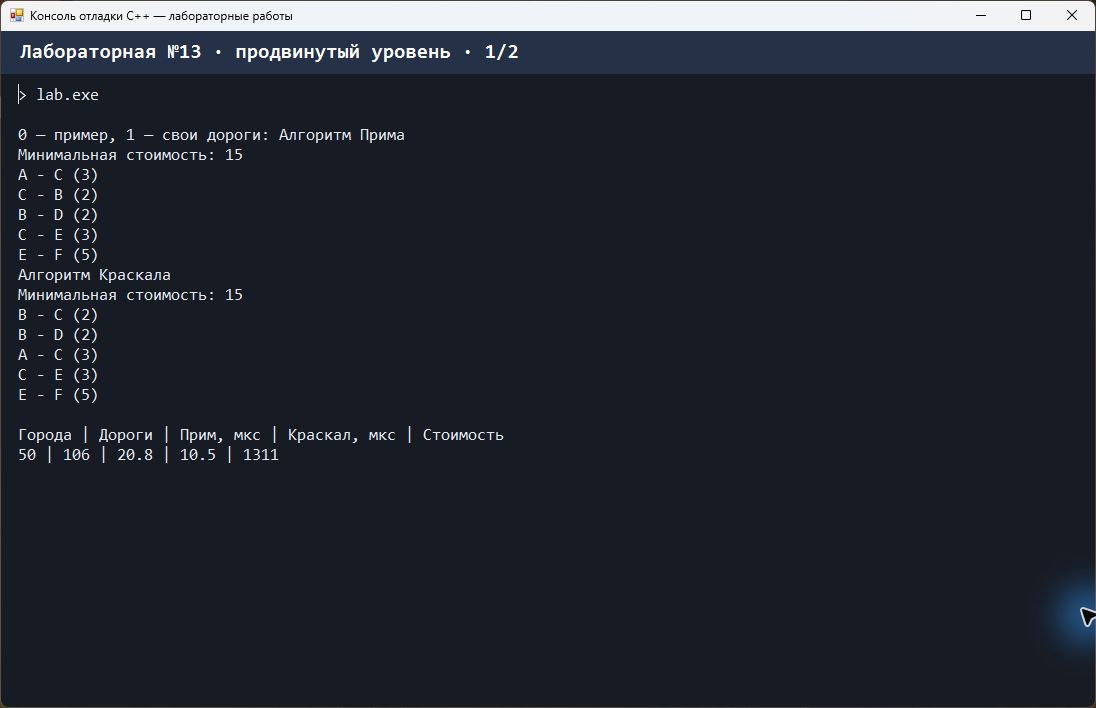 Консоль отладки C++ — лабораторные работы
Лабораторная №13 · продвинутый уровень · 1/2
> lab.exe
0 — пример, 1 — свои дороги: Алгоритм Прима
Минимальная стоимость: 15
A - C (3)
C - B (2)
B - D (2)
C - E (3)
E - F (5)
Алгоритм Краскала
Минимальная стоимость: 15
B - C (2)
B - D (2)
A - C (3)
C - E (3)
E - F (5)
Города | Дороги | Прим, мкс | Краскал, мкс | Стоимость
50 | 106 | 20.8 | 10.5 | 1311